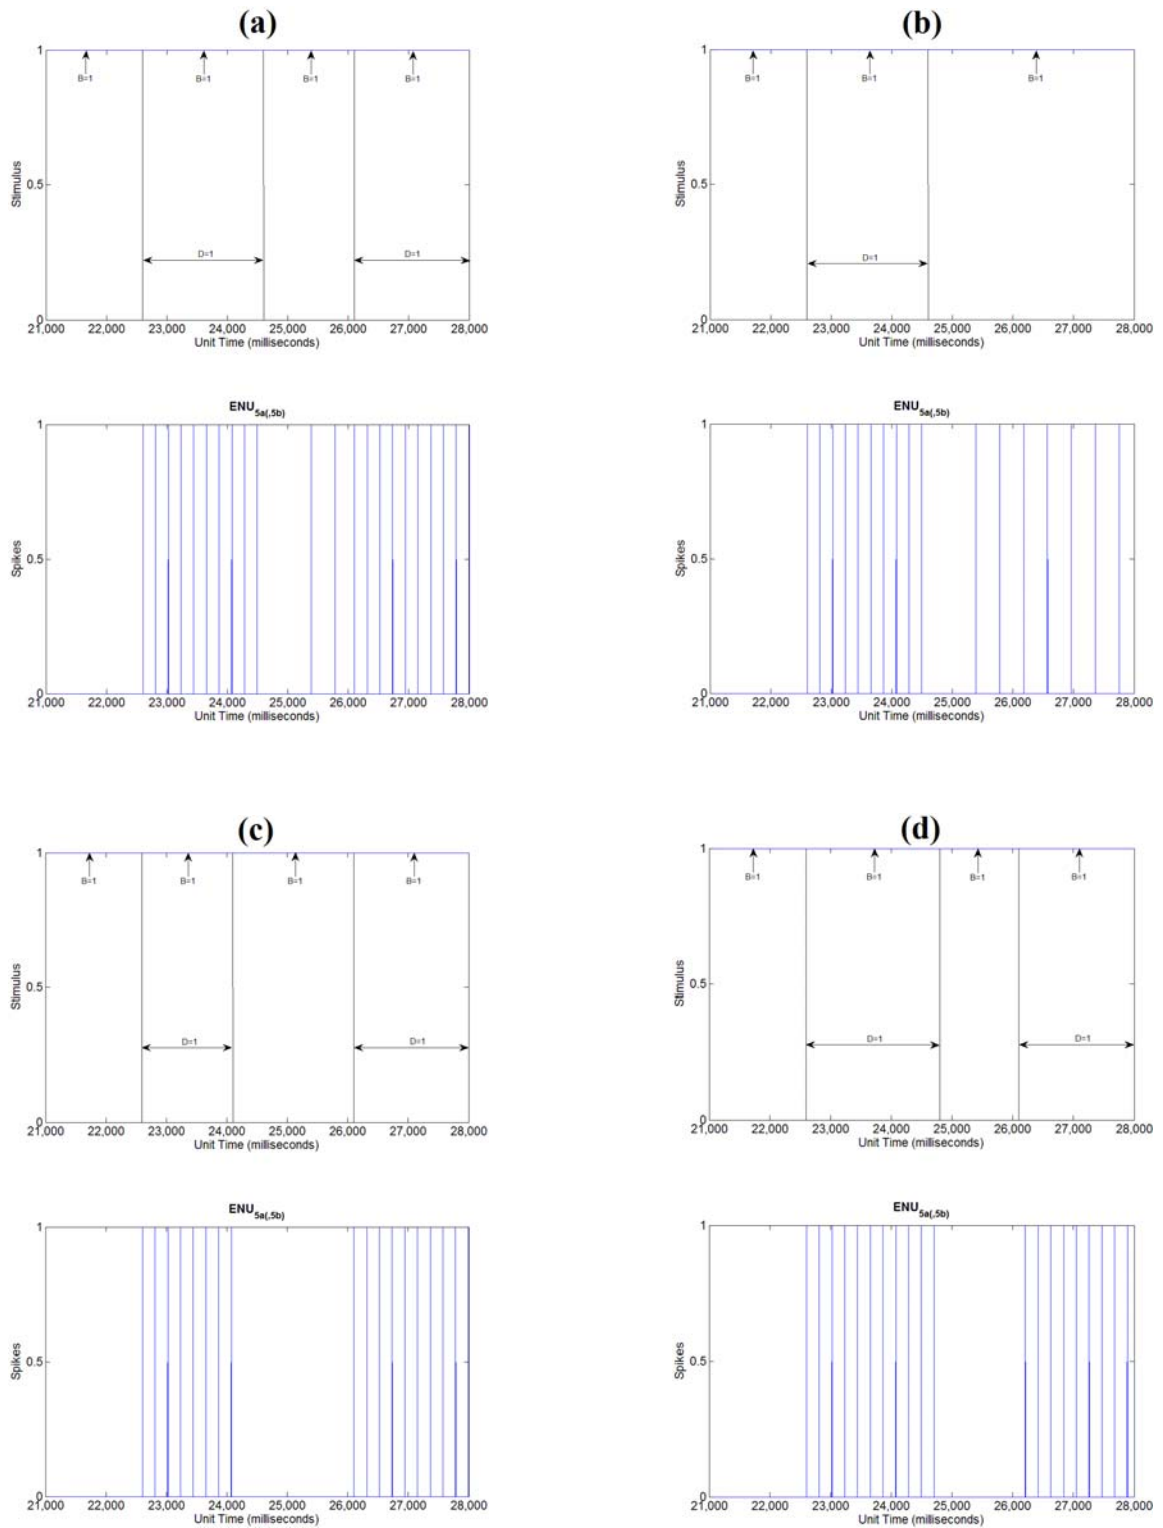 (a)
(b)
B=1 B=1 B=1 B=1
B=1 B=1 B=1
1
0.5
0
Stimulus
D=1 D=1
21,000 22,000 23,000 24,000 25,000 26,000 27,000 28,000
Unit Time (milliseconds)
1
0.5
0
Stimulus
D=1
21,000 22,000 23,000 24,000 25,000 26,000 27,000 28,000
Unit Time (milliseconds)
ENU5a(,5b)
1
0.5
0
Spikes
21,000 22,000 23,000 24,000 25,000 26,000 27,000 28,000
Unit Time (milliseconds)
ENU5a(,5b)
1
0.5
0
Spikes
21,000 22,000 23,000 24,000 25,000 26,000 27,000 28,000
Unit Time (milliseconds)
(c)
(d)
B=1 B=1 B=1 B=1
B=1 B=1 B=1 B=1
1
0.5
0
Stimulus
D=1 D=1
21,000 22,000 23,000 24,000 25,000 26,000 27,000 28,000
Unit Time (milliseconds)
1
0.5
0
Stimulus
D=1 D=1
21,000 22,000 23,000 24,000 25,000 26,000 27,000 28,000
Unit Time (milliseconds)
ENU5a(,5b)
1
0.5
0
Spikes
21,000 22,000 23,000 24,000 25,000 26,000 27,000 28,000
Unit Time (milliseconds)
ENU5a(,5b)
1
0.5
0
Spikes
21,000 22,000 23,000 24,000 25,000 26,000 27,000 28,000
Unit Time (milliseconds)